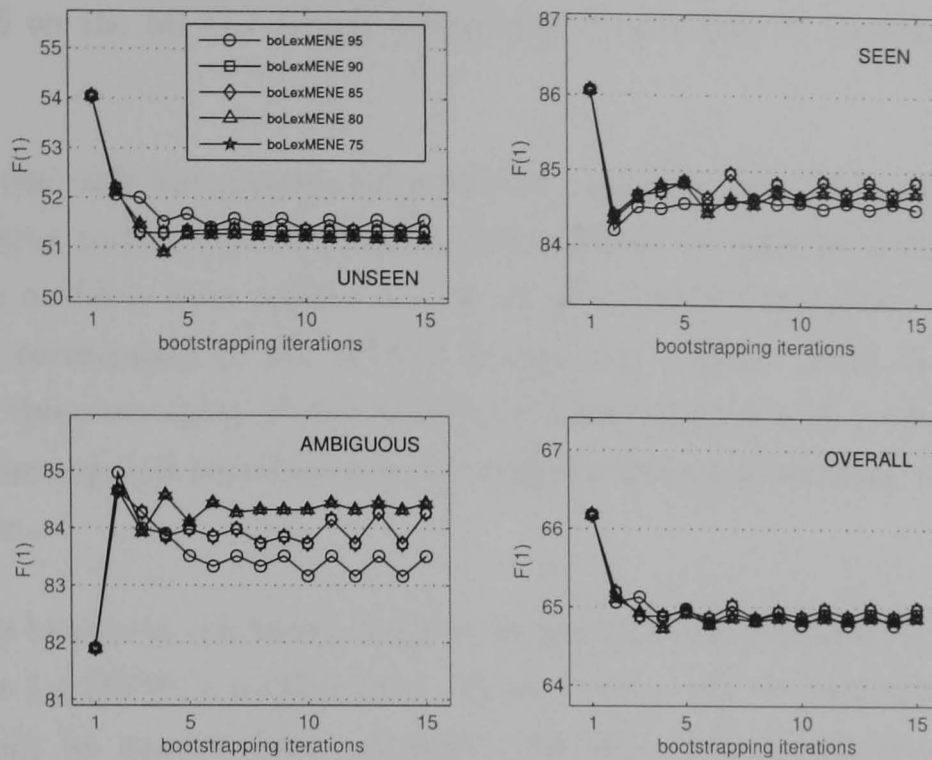 55
54
53
52
51
50
F(1)
boLexMENE 95
boLexMENE 90
boLexMENE 85
boLexMENE 80
boLexMENE 75
UNSEEN
1 5 10 15
bootstrapping iterations
87
86
85
84
F(1)
SEEN
1 5 10 15
bootstrapping iterations
85
84
83
82
81
F(1)
AMBIGUOUS
1 5 10 15
bootstrapping iterations
67
66
65
64
F(1)
OVERALL
1 5 10 15
bootstrapping iterations